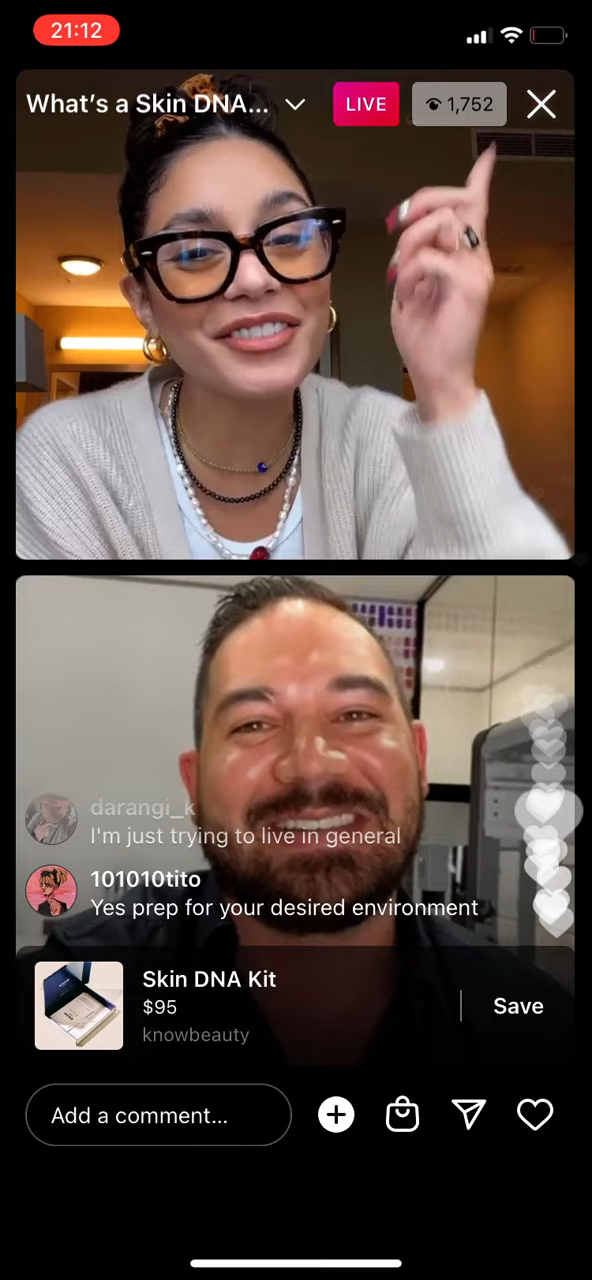 21:12
What's a Skin DNA...
LIVE
1,752
darangi_k
I'm just trying to live in general
101010tito
Yes prep for your desired environment
Skin DNA Kit
$95
knowbeauty
Save
Add a comment...